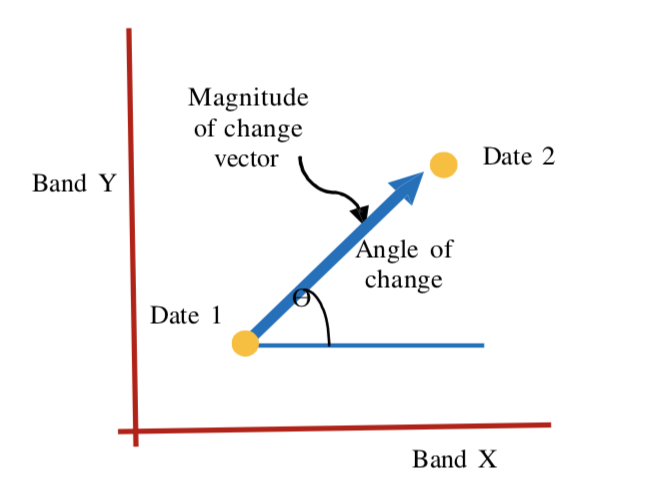 Magnitude
of change
vector
Date 2
Band Y
Angle of
change
Θ
Date 1
Band X